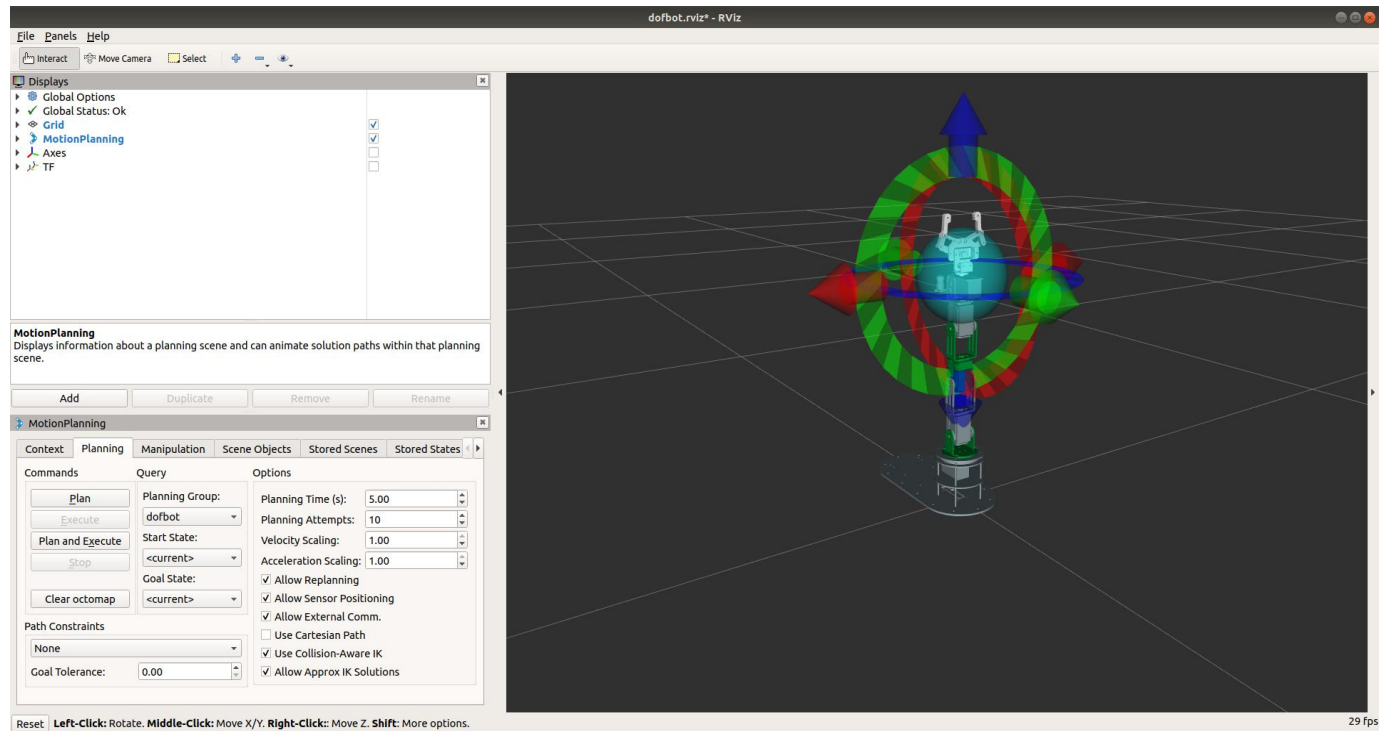 dofbot.rviz* - RViz
File Panels Help
Interact Move Camera Select
Displays
Global Options
Global Status: Ok
Grid
MotionPlanning
Axes
TF
MotionPlanning
Displays information about a planning scene and can animate solution paths within that planning
scene.
Add Duplicate Remove Rename
MotionPlanning
Context Planning Manipulation Scene Objects Stored Scenes Stored States
Commands Query Options
Plan Planning Group: Planning Time (s): 5.00
Execute dofbot Planning Attempts: 10
Plan and Execute Start State: Velocity Scaling: 1.00
Stop <current> Acceleration Scaling: 1.00
Goal State: Allow Replanning
Clear octomap <current> Allow Sensor Positioning
Path Constraints Allow External Comm.
None Use Cartesian Path
Use Collision-Aware IK
Goal Tolerance: 0.00 Allow Approx IK Solutions
Reset Left-Click: Rotate. Middle-Click: Move X/Y. Right-Click:: Move Z. Shift: More options. 29 fps